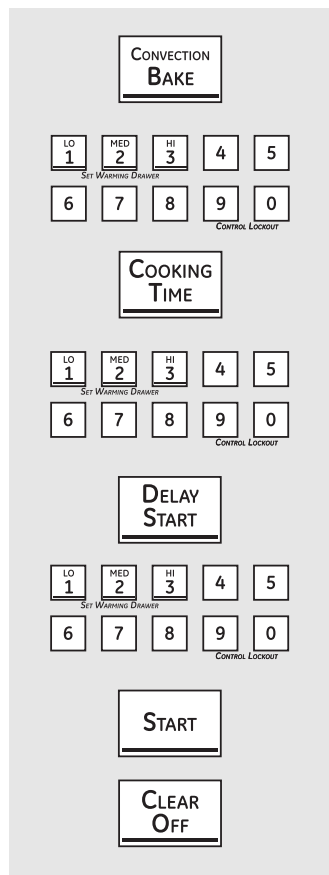 CONVECTION
BAKE
LO MED HI
1 2 3 4 5
SET WARMING DRAWER
6 7 8 9 0
CONTROL LOCKOUT
COOKING
TIME
LO MED HI
1 2 3 4 5
SET WARMING DRAWER
6 7 8 9 0
CONTROL LOCKOUT
DELAY
START
LO MED HI
1 2 3 4 5
SET WARMING DRAWER
6 7 8 9 0
CONTROL LOCKOUT
START
CLEAR
OFF